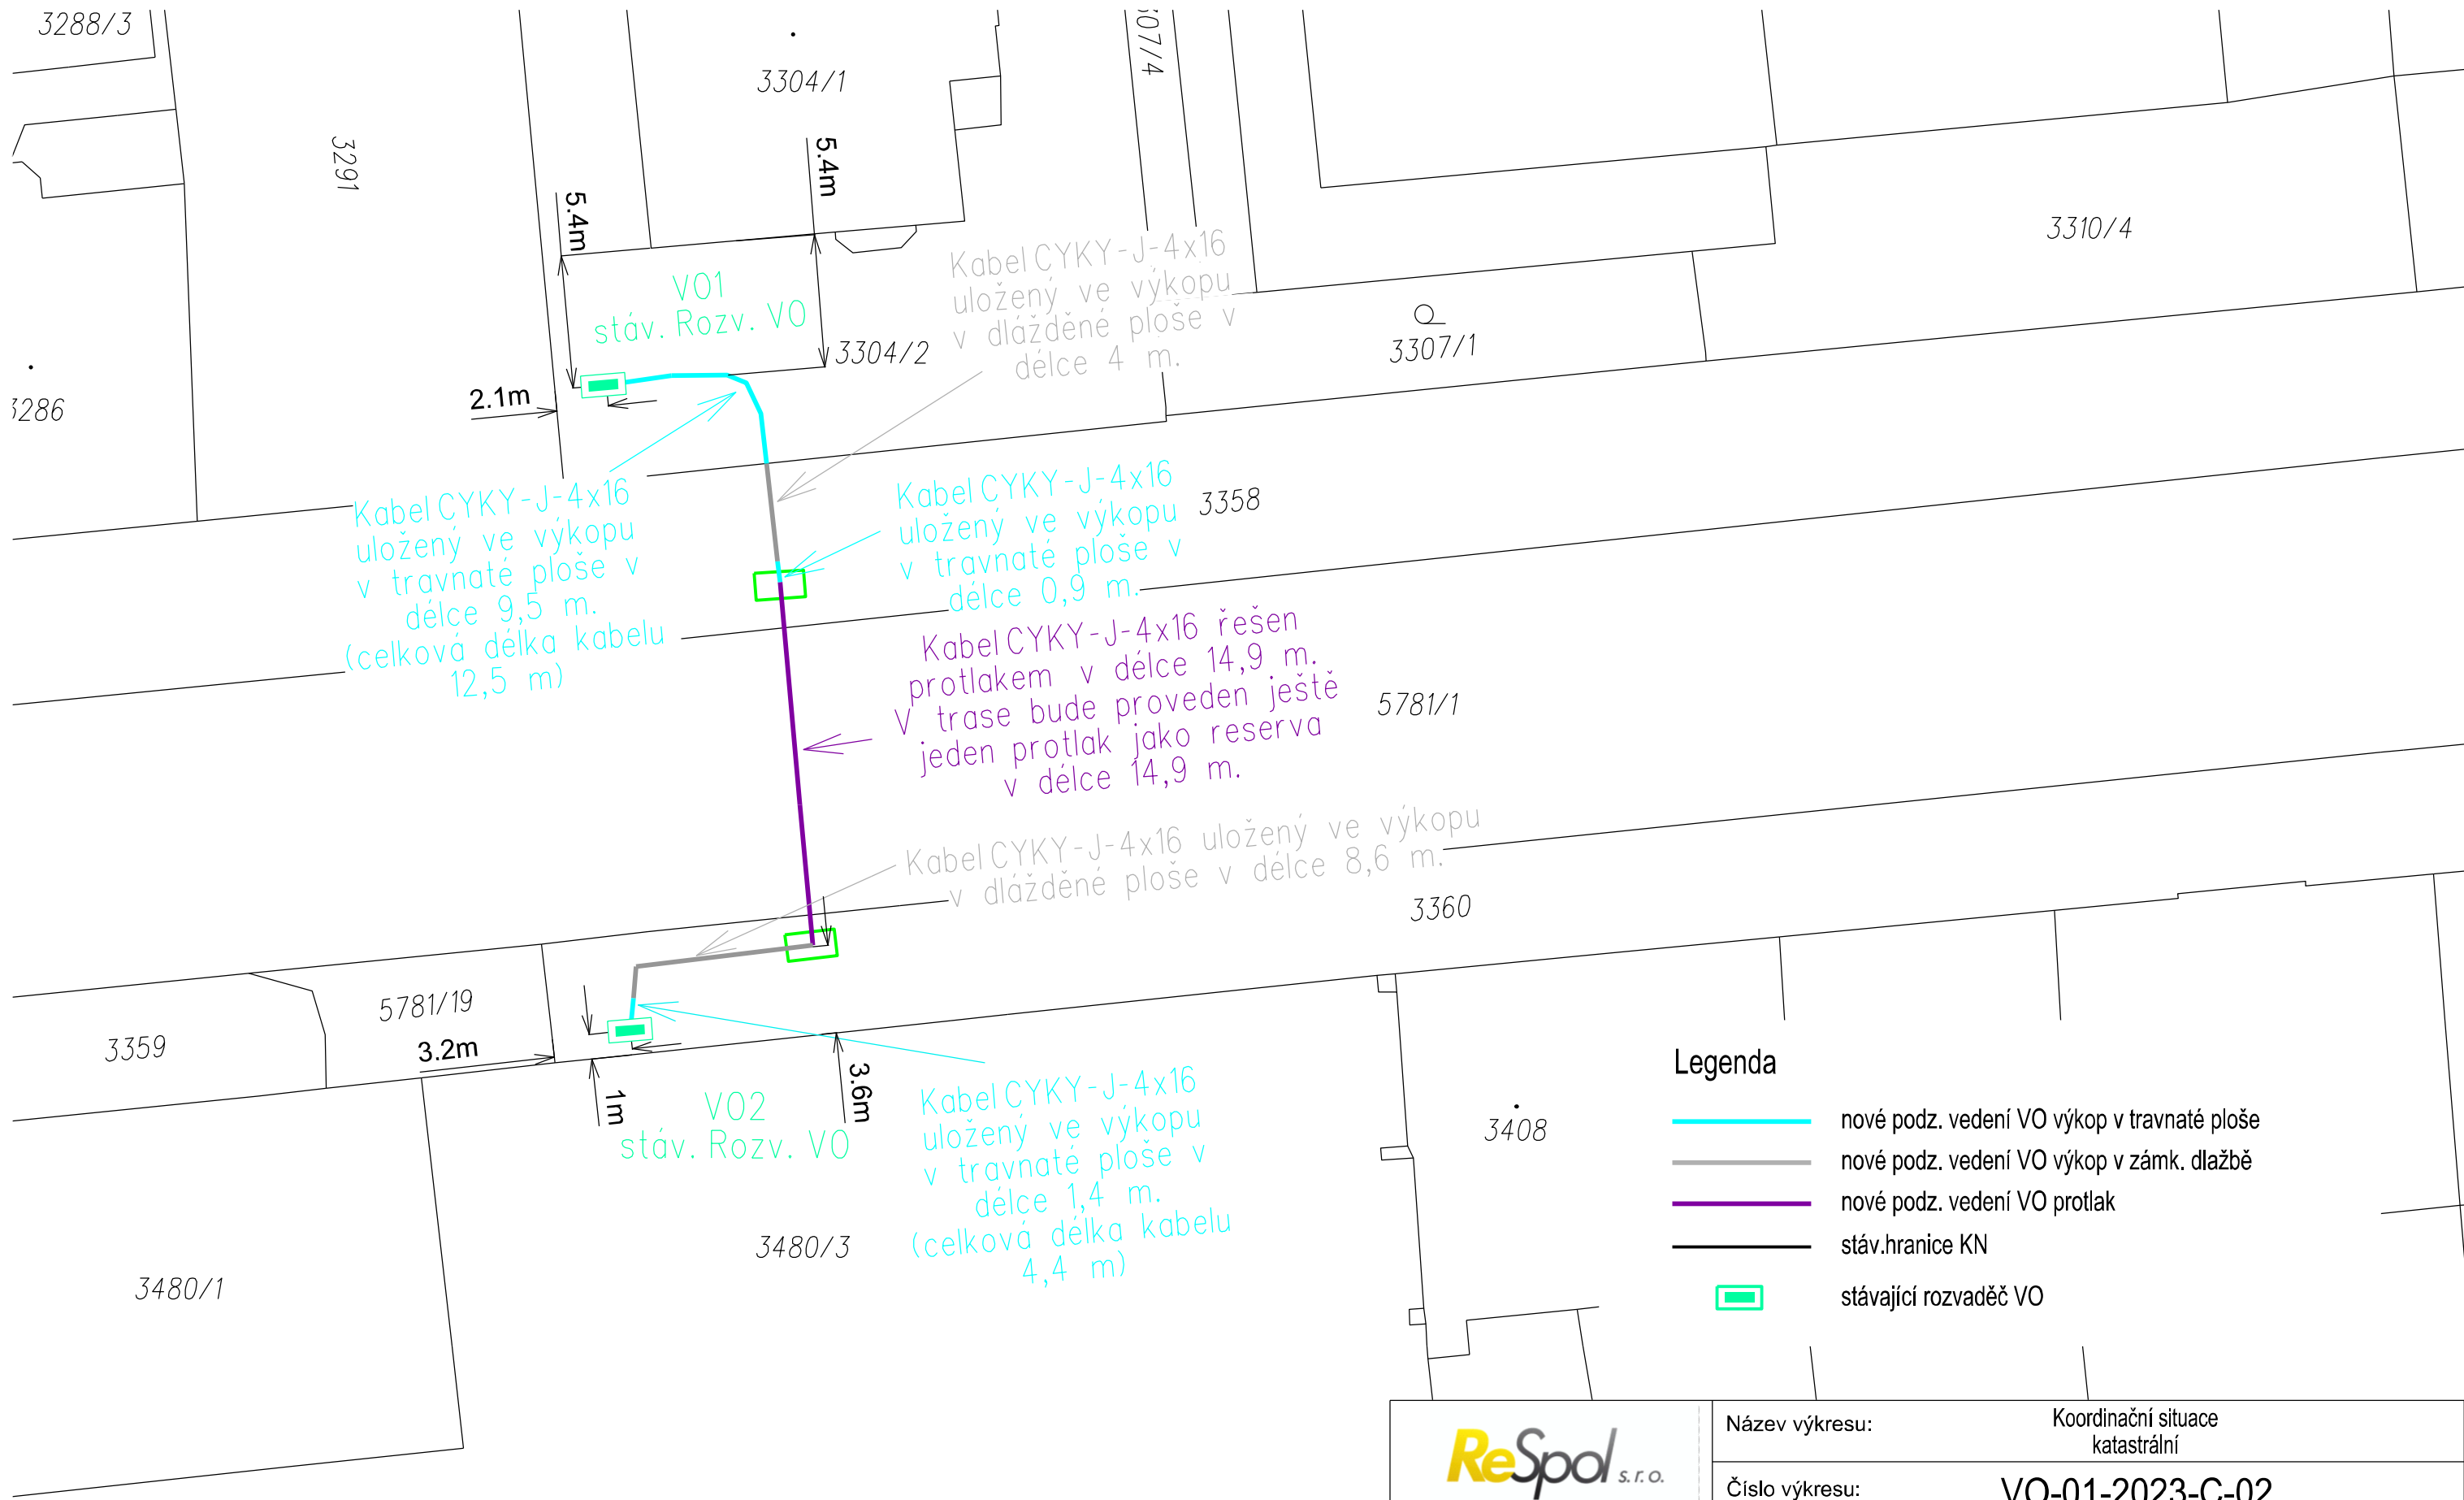 3288/3
3304/1
307/4
3291
5.4m
5.4m
3310/4
VO1
stáv. Rozv. VO
Kabel CYKY-J-4x16
uložený ve výkopu
v dlážděné ploše v
délce 4 m.
3304/2
3307/1
3286
2.1m
Kabel CYKY-J-4x16
uložený ve výkopu
v travnaté ploše v
délce 9,5 m.
(celková délka kabelu
12,5 m)
Kabel CYKY-J-4x16
uložený ve výkopu
v travnaté ploše v
délce 0,9 m.
3358
Kabel CYKY-J-4x16 řešen
protlakem v délce 14,9 m.
V trase bude proveden ještě
jeden protlak jako reserva
v délce 14,9 m.
5781/1
Kabel CYKY-J-4x16 uložený ve výkopu
v dlážděné ploše v délce 8,6 m.
3360
5781/19
3359
3.2m
1m
3.6m
VO2
stáv. Rozv. VO
Kabel CYKY-J-4x16
uložený ve výkopu
v travnaté ploše v
délce 1,4 m.
(celková délka kabelu
4,4 m)
3408
3480/3
3480/1
Legenda
nové podz. vedení VO výkop v travnaté ploše
nové podz. vedení VO výkop v zámk. dlažbě
nové podz. vedení VO protlak
stáv.hranice KN
stávající rozvaděč VO
ReSpol s.r.o.
Název výkresu:
Koordinační situace
katastrální
Číslo výkresu:
VO-01-2023-C-02